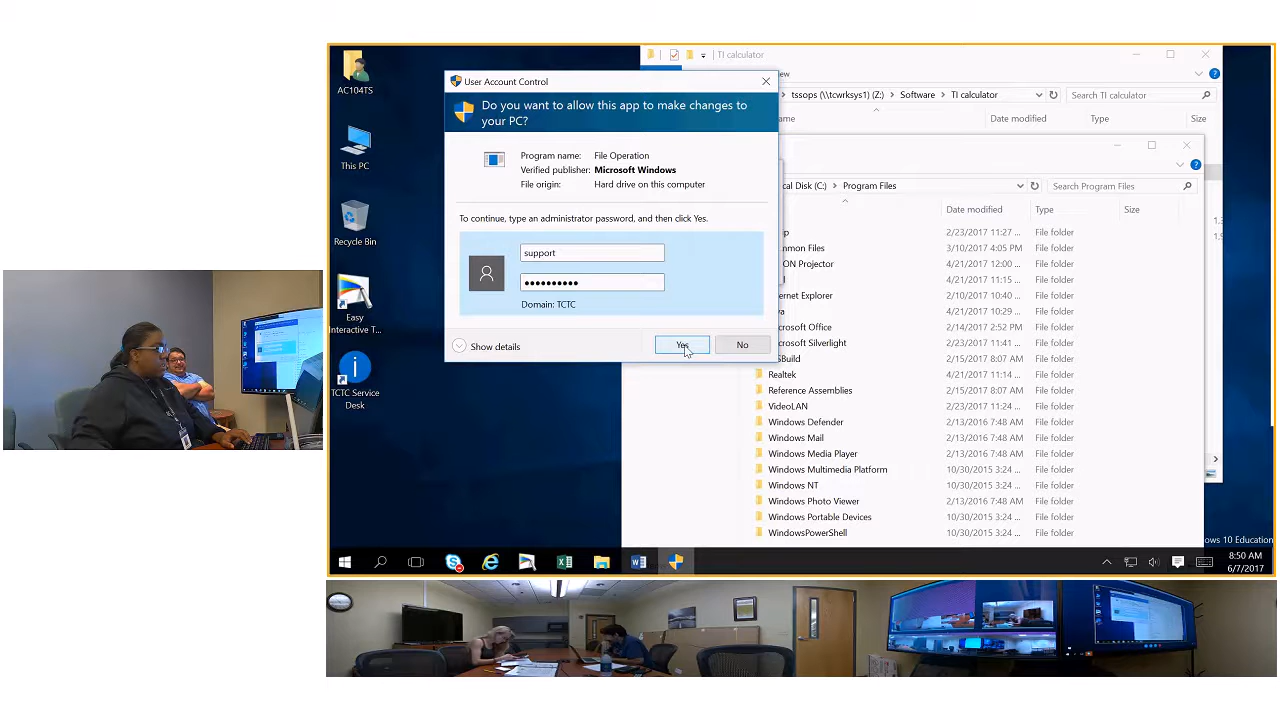 AC104TS
This PC
Recycle Bin
Easy
Interactive T...
TCTC Service
Desk
TI calculator
tssops (\\tcwrksys1) (Z:) Software TI calculator
Search TI calculator
Date modified Type Size
User Account Control
Do you want to allow this app to make changes to
your PC?
Program name: File Operation
Verified publisher: Microsoft Windows
File origin: Hard drive on this computer
To continue, type an administrator password, and then click Yes.
support
••••••••••
Domain: TCTC
Show details
Yes
No
cal Disk (C:) Program Files
Search Program Files
Date modified Type Size
2/23/2017 11:27 ... File folder
mmon Files 3/10/2017 4:05 PM File folder
ON Projector 4/21/2017 12:00 ... File folder
4/21/2017 11:15 ... File folder
ternet Explorer 2/10/2017 10:40 ... File folder
va 4/21/2017 10:29 ... File folder
crosoft Office 2/14/2017 2:52 PM File folder
crosoft Silverlight 2/23/2017 11:41 ... File folder
SBuild 2/15/2017 8:07 AM File folder
Realtek 4/21/2017 11:14 ... File folder
Reference Assemblies 2/15/2017 8:07 AM File folder
VideoLAN 2/23/2017 11:24 ... File folder
Windows Defender 2/13/2016 7:48 AM File folder
Windows Mail 2/13/2016 7:48 AM File folder
Windows Media Player 2/13/2016 7:48 AM File folder
Windows Multimedia Platform 10/30/2015 3:24 ... File folder
Windows NT 10/30/2015 3:24 ... File folder
Windows Photo Viewer 2/13/2016 7:48 AM File folder
Windows Portable Devices 10/30/2015 3:24 ... File folder
WindowsPowerShell 10/30/2015 3:24 ... File folder
ows 10 Education
8:50 AM
6/7/2017